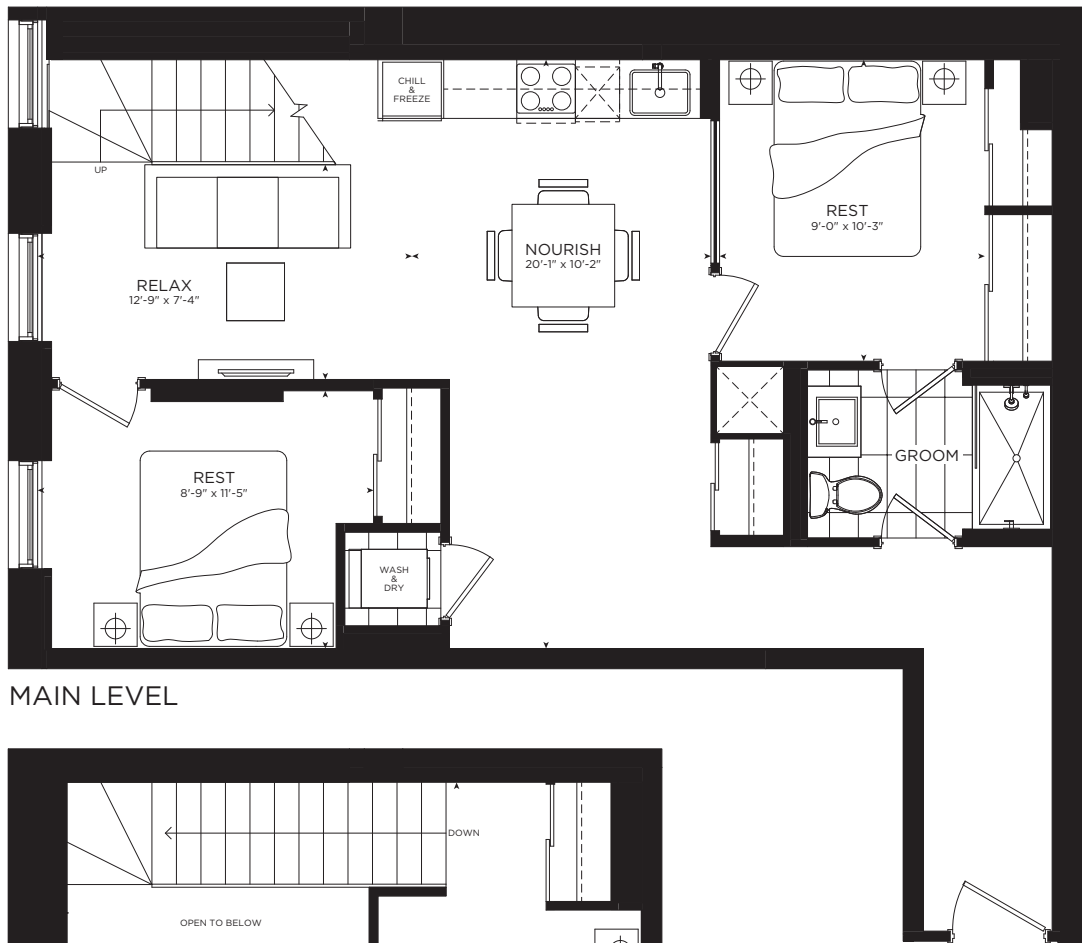 CHILL
&
FREEZE
UP
REST
9'-0" x 10'-3"
NOURISH
20'-1" x 10'-2"
RELAX
12'-9" x 7'-4"
GROOM
REST
8'-9" x 11'-5"
WASH
&
DRY
MAIN LEVEL
DOWN
OPEN TO BELOW